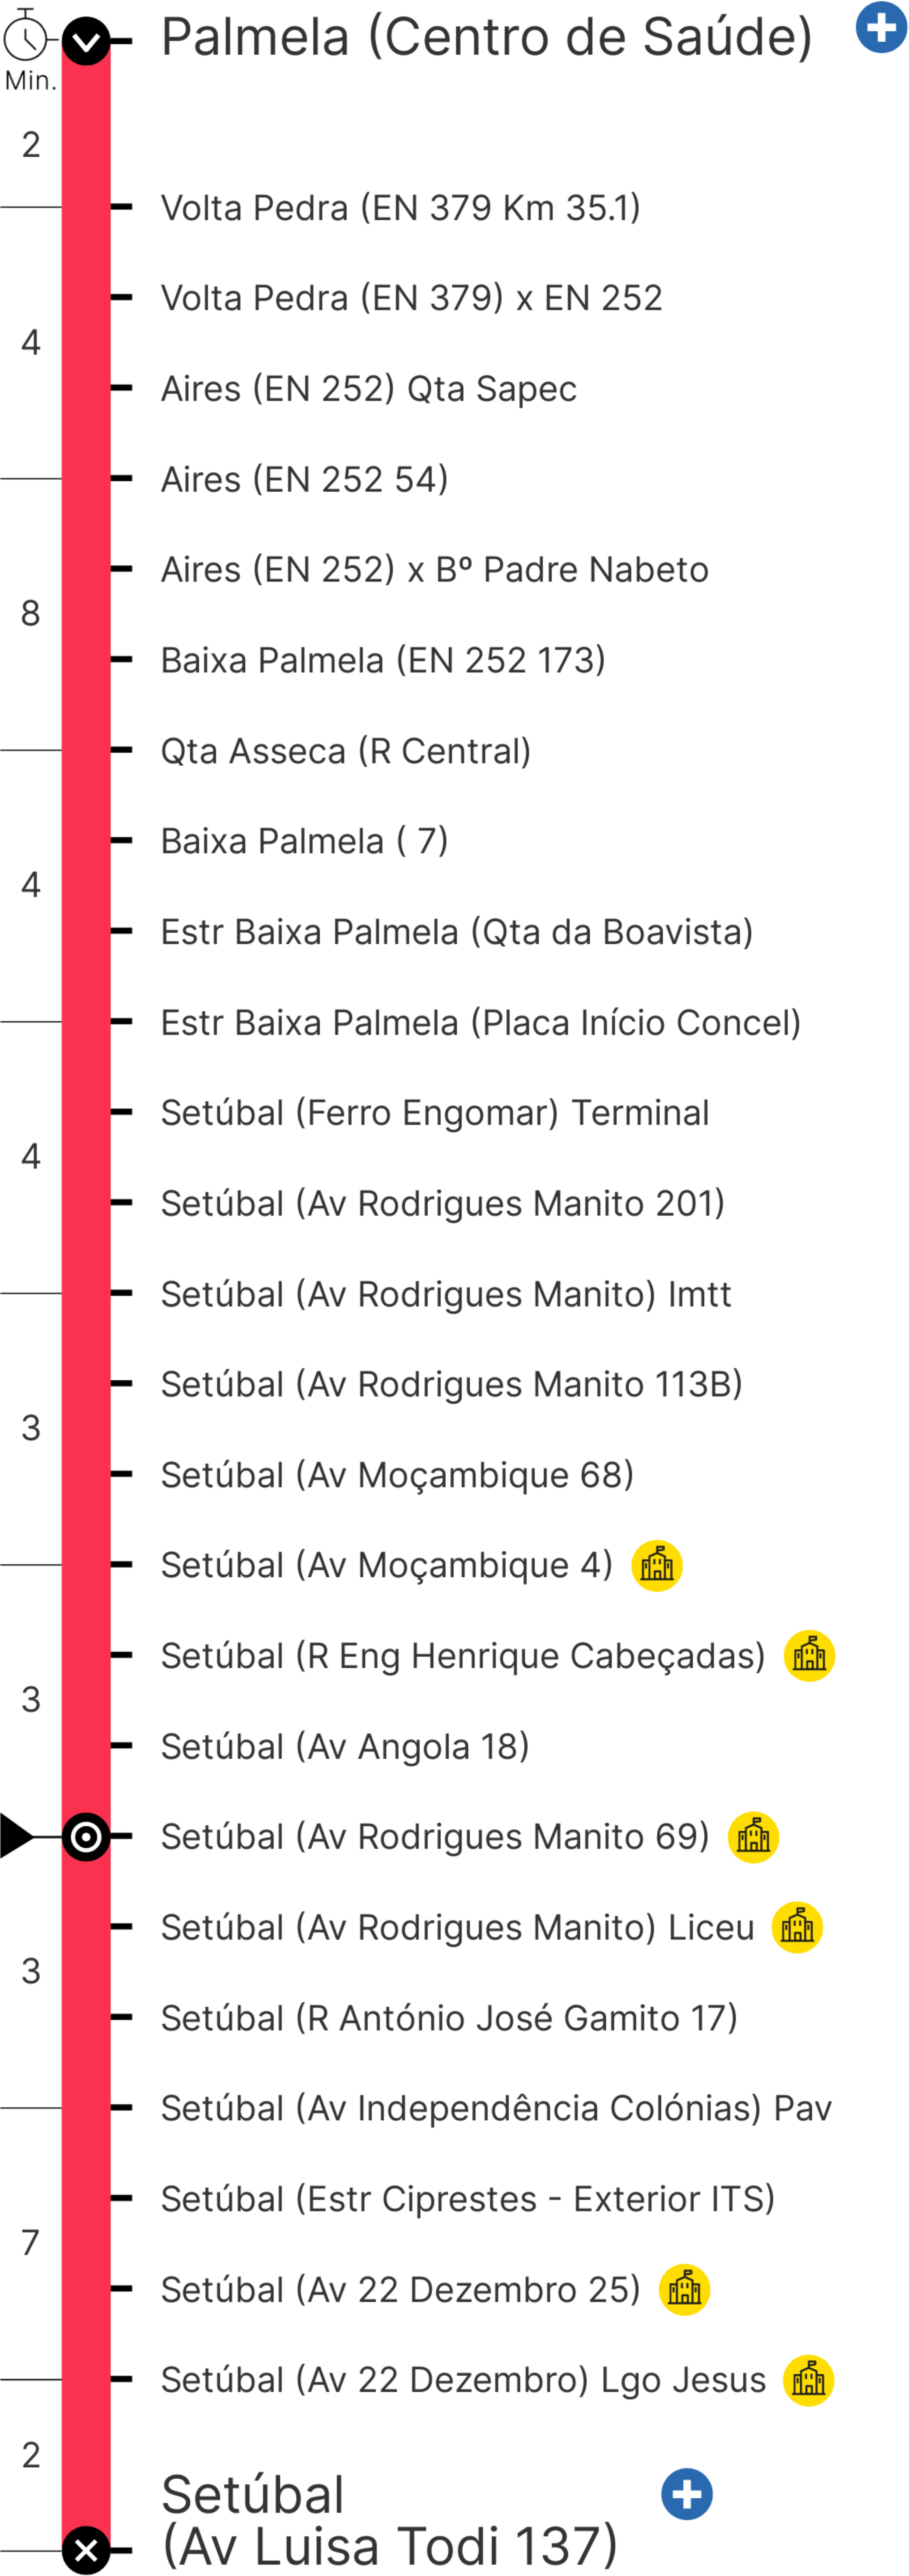 Palmela (Centro de Saúde)
Min.
2
Volta Pedra (EN 379 Km 35.1)
Volta Pedra (EN 379) x EN 252
4
Aires (EN 252) Qta Sapec
Aires (EN 252 54)
Aires (EN 252) x Bº Padre Nabeto
8
Baixa Palmela (EN 252 173)
Qta Asseca (R Central)
Baixa Palmela ( 7)
4
Estr Baixa Palmela (Qta da Boavista)
Estr Baixa Palmela (Placa Início Concel)
Setúbal (Ferro Engomar) Terminal
4
Setúbal (Av Rodrigues Manito 201)
Setúbal (Av Rodrigues Manito) Imtt
Setúbal (Av Rodrigues Manito 113B)
3
Setúbal (Av Moçambique 68)
Setúbal (Av Moçambique 4)
Setúbal (R Eng Henrique Cabeçadas)
3
Setúbal (Av Angola 18)
Setúbal (Av Rodrigues Manito 69)
Setúbal (Av Rodrigues Manito) Liceu
3
Setúbal (R António José Gamito 17)
Setúbal (Av Independência Colónias) Pav
Setúbal (Estr Ciprestes - Exterior ITS)
7
Setúbal (Av 22 Dezembro 25)
Setúbal (Av 22 Dezembro) Lgo Jesus
2
Setúbal
(Av Luisa Todi 137)